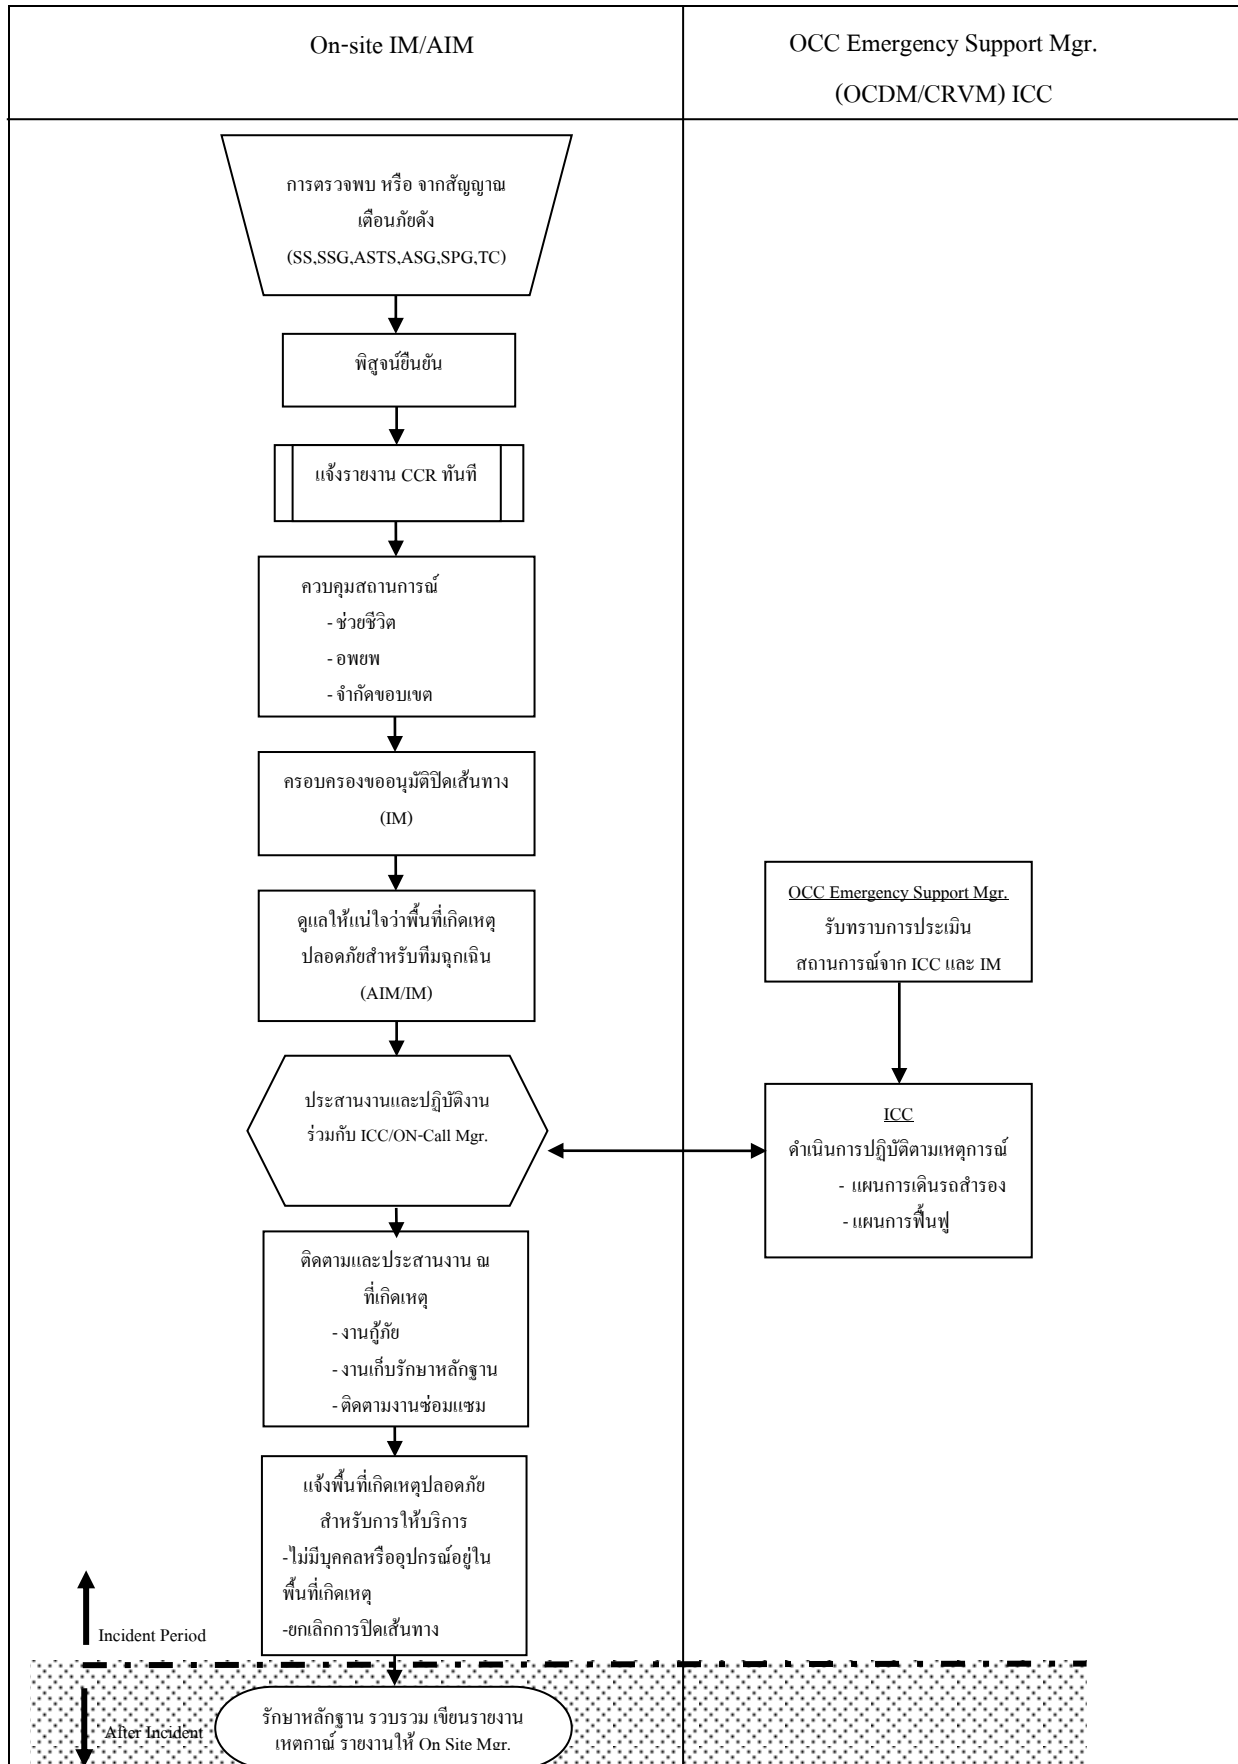 On-site IM/AIM
OCC Emergency Support Mgr.
(OCDM/CRVM) ICC
การตรวจพบ หรือ จากสัญญาณ
เตือนภัยดัง
(SS,SSG,ASTS,ASG,SPG,TC)
พิสูจน์ยืนยัน
แจ้งรายงาน CCR ทันที
ควบคุมสถานการณ์
- ช่วยชีวิต
- อพยพ
- จำกัดขอบเขต
ครอบครองขออนุมัติปิดเส้นทาง
(IM)
ดูแลให้แน่ใจว่าพื้นที่เกิดเหตุ
ปลอดภัยสำหรับทีมฉุกเฉิน
(AIM/IM)
OCC Emergency Support Mgr.
รับทราบการประเมิน
สถานการณ์จาก ICC และ IM
ประสานงานและปฏิบัติงาน
ร่วมกับ ICC/ON-Call Mgr.
ICC
ดำเนินการปฏิบัติตามเหตุการณ์
- แผนการเดินรถสำรอง
- แผนการฟื้นฟู
ติดตามและประสานงาน ณ
ที่เกิดเหตุ
- งานกู้ภัย
- งานเก็บรักษาหลักฐาน
- ติดตามงานซ่อมแซม
แจ้งพื้นที่เกิดเหตุปลอดภัย
สำหรับการให้บริการ
-ไม่มีบุคคลหรืออุปกรณ์อยู่ใน
พื้นที่เกิดเหตุ
-ยกเลิกการปิดเส้นทาง
Incident Period
After Incident
รักษาหลักฐาน รวบรวม เขียนรายงาน
เหตกาณ์ รายงานให้ On Site Mgr.